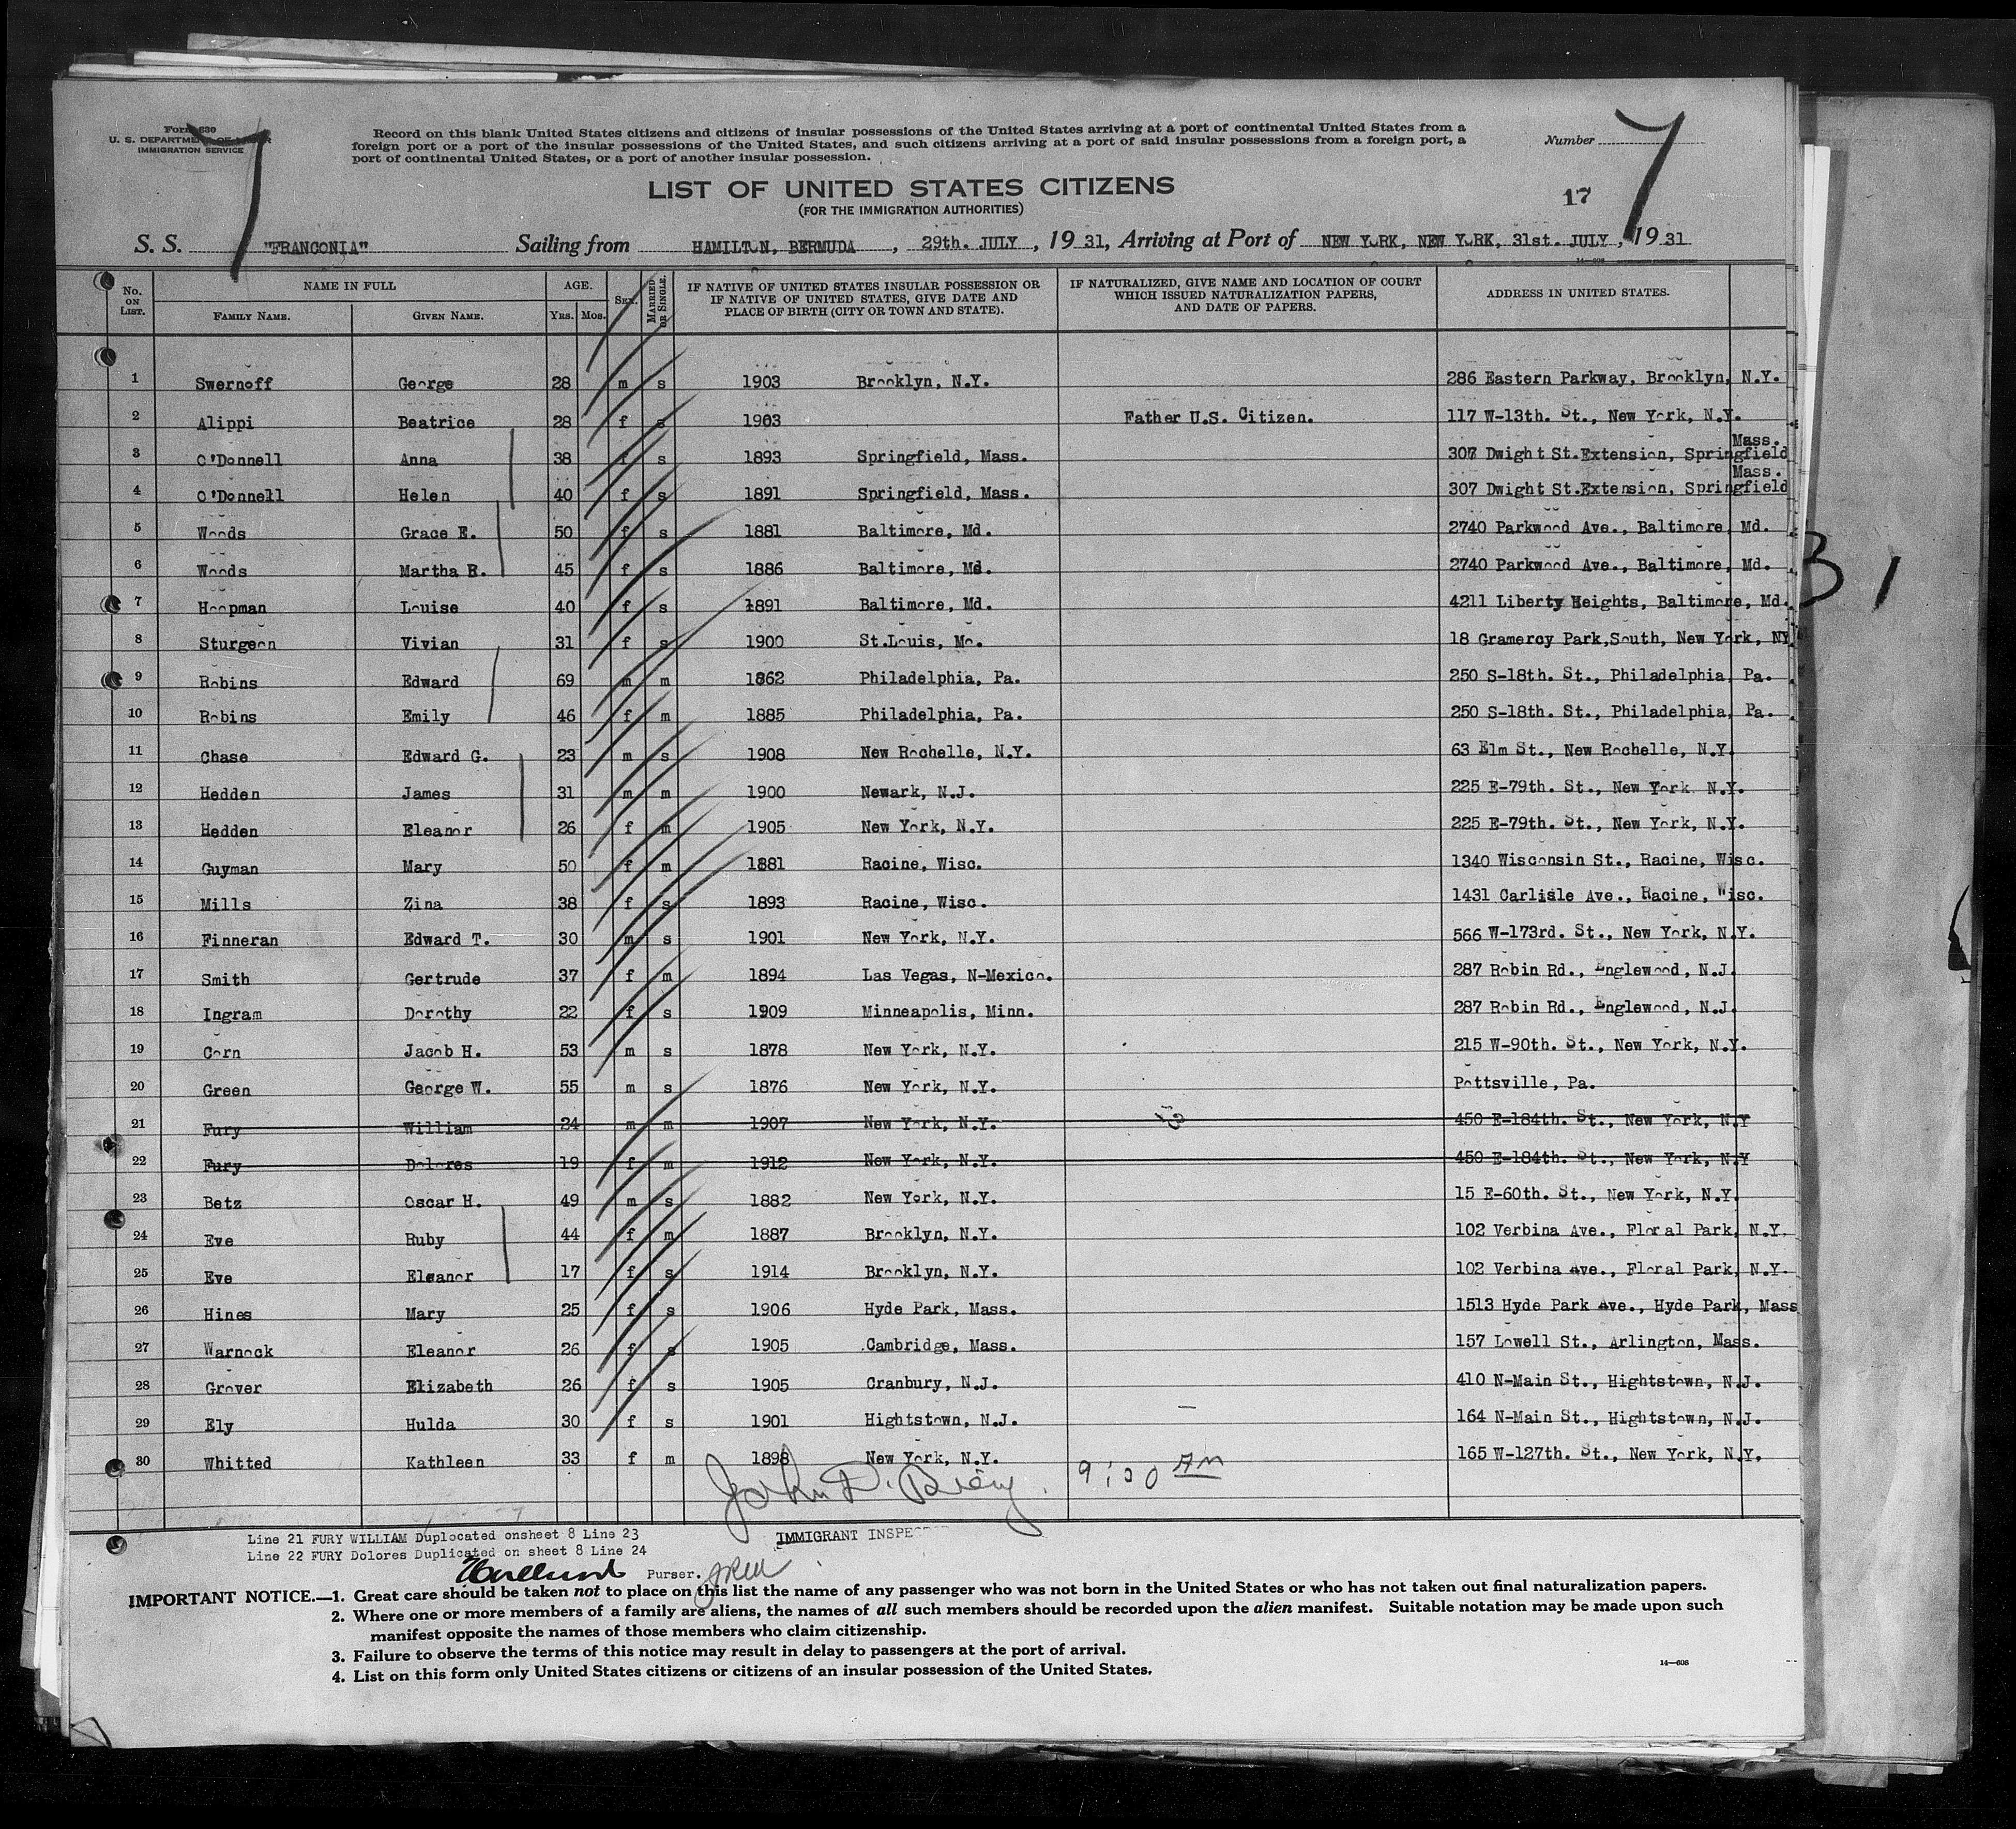 Form 630
U. S. DEPARTMENT OF LABOR
IMMIGRATION SERVICE
7
Record on this blank United States citizens and citizens of insular possessions of the United States arriving at a port of continental United States from a
foreign port or a port of the insular possessions of the United States, and such citizens arriving at a port of said insular possessions from a foreign port, a
port of continental United States, or a port of another insular possession.
Number
7
LIST OF UNITED STATES CITIZENS
(FOR THE IMMIGRATION AUTHORITIES)
17
S. S. "FRANCONIA" Sailing from HAMILTON, BERMUDA, 29th. JULY, 1931, Arriving at Port of NEW YORK, NEW YORK, 31st. JULY, 1931
14—608
No. ON LIST. NAME IN FULL FAMILY NAME. GIVEN NAME. AGE. YRS. MOS. SEX. MARRIED OR SINGLE. IF NATIVE OF UNITED STATES INSULAR POSSESSION OR IF NATIVE OF UNITED STATES, GIVE DATE AND PLACE OF BIRTH (CITY OR TOWN AND STATE). IF NATURALIZED, GIVE NAME AND LOCATION OF COURT WHICH ISSUED NATURALIZATION PAPERS, AND DATE OF PAPERS. ADDRESS IN UNITED STATES.
1 Swernoff George 28 m s 1903 Brooklyn, N.Y. 286 Eastern Parkway, Brooklyn, N.Y.
2 Alippi Beatrice 28 f s 1903 Father U.S. Citizen. 117 W-13th. St., New York, N.Y.
3 O'Donnell Anna 38 f s 1893 Springfield, Mass. 307 Dwight St.Extension, Springfield Mass.
4 O'Donnell Helen 40 f s 1891 Springfield, Mass. 307 Dwight St.Extension, Springfield Mass.
5 Woods Grace E. 50 f s 1881 Baltimore, Md. 2740 Parkwood Ave., Baltimore, Md.
6 Woods Martha E. 45 f s 1886 Baltimore, Md. 2740 Parkwood Ave., Baltimore, Md.
7 Hoopman Louise 40 f s 1891 Baltimore, Md. 4211 Liberty Heights, Baltimore, Md.
8 Sturgeon Vivian 31 f s 1900 St.Louis, Mo. 18 Gramercy Park,South, New York, NY
9 Robins Edward 69 m m 1862 Philadelphia, Pa. 250 S-18th. St., Philadelphia, Pa.
10 Robins Emily 46 f m 1885 Philadelphia, Pa. 250 S-18th. St., Philadelphia, Pa.
11 Chase Edward G. 23 m s 1908 New Rochelle, N.Y. 63 Elm St., New Rochelle, N.Y.
12 Hedden James 31 m m 1900 Newark, N.J. 225 E-79th. St., New York N.Y.
13 Hedden Eleanor 26 f m 1905 New York, N.Y. 225 E-79th. St., New York, N.Y.
14 Guyman Mary 50 f m 1881 Racine, Wisc. 1340 Wisconsin St., Racine, Wisc.
15 Mills Zina 38 f s 1893 Racine, Wisc. 1431 Carlisle Ave., Racine, Wisc.
16 Finneran Edward T. 30 m s 1901 New York, N.Y. 566 W-173rd. St., New York, N.Y.
17 Smith Gertrude 37 f m 1894 Las Vegas, N-Mexico. 287 Robin Rd., Englewood, N.J.
18 Ingram Dorothy 22 f s 1909 Minneapolis, Minn. 287 Robin Rd., Englewood, N.J.
19 Corn Jacob H. 53 m s 1878 New York, N.Y. 215 W-90th. St., New York, N.Y.
20 Green George W. 55 m s 1876 New York, N.Y. Pottsville, Pa.
21 Fury William 24 m m 1907 New York, N.Y. 450 E-184th. St., New York, N.Y
22 Fury Dolores 19 f m 1912 New York, N.Y. 450 E-184th. St., New York, N.Y
23 Betz Oscar H. 49 m s 1882 New York, N.Y. 15 E-60th. St., New York, N.Y.
24 Eve Ruby 44 f m 1887 Brooklyn, N.Y. 102 Verbina Ave., Floral Park, N.Y.
25 Eve Eleanor 17 f s 1914 Brooklyn, N.Y. 102 Verbina Ave., Floral Park, N.Y.
26 Hines Mary 25 f s 1906 Hyde Park, Mass. 1513 Hyde Park Ave., Hyde Park, Mass
27 Warnock Eleanor 26 f s 1905 Cambridge, Mass. 157 Lowell St., Arlington, Mass.
28 Grover Elizabeth 26 f s 1905 Cranbury, N.J. 410 N-Main St., Hightstown, N.J.
29 Ely Hulda 30 f s 1901 Hightstown, N.J. 164 N-Main St., Hightstown, N.J.
30 Whitted Kathleen 33 f m 1898 New York, N.Y. 165 W-127th. St., New York, N.Y.
John D. 9:00 AM
Line 21 FURY WILLIAM Duplocated onsheet 8 Line 23
IMMIGRANT INSPEC
Line 22 FURY Dolores Duplicated on sheet 8 Line 24
Purser.
IMPORTANT NOTICE.—1. Great care should be taken not to place on this list the name of any passenger who was not born in the United States or who has not taken out final naturalization papers.
2. Where one or more members of a family are aliens, the names of all such members should be recorded upon the alien manifest. Suitable notation may be made upon such
manifest opposite the names of those members who claim citizenship.
3. Failure to observe the terms of this notice may result in delay to passengers at the port of arrival.
4. List on this form only United States citizens or citizens of an insular possession of the United States.
14—608
31